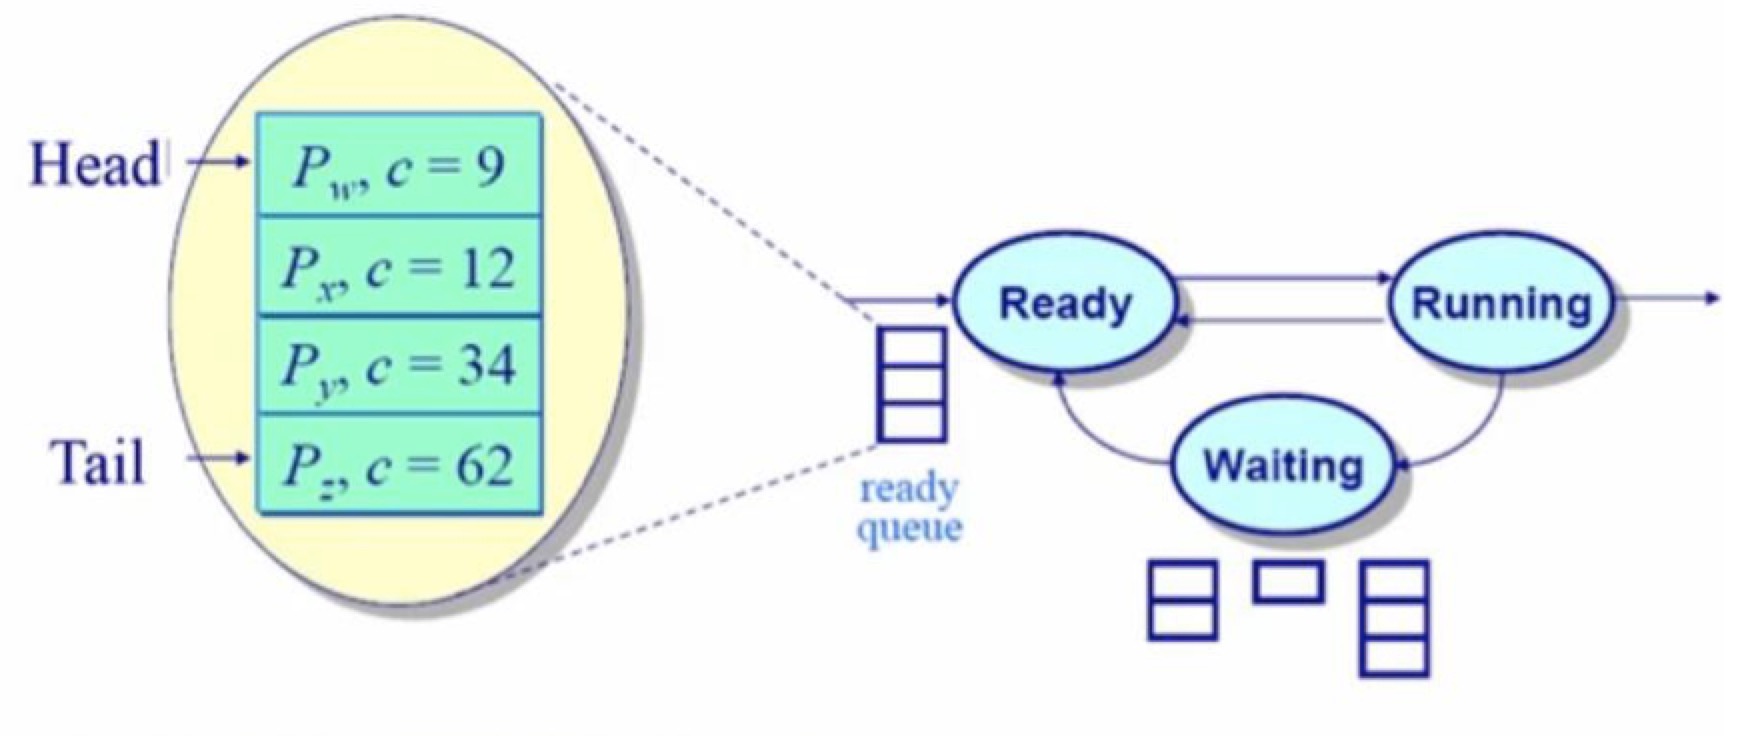 Head
P_w, c = 9
P_x, c = 12
P_y, c = 34
Tail
P_z, c = 62
Ready
Running
Waiting
ready
queue